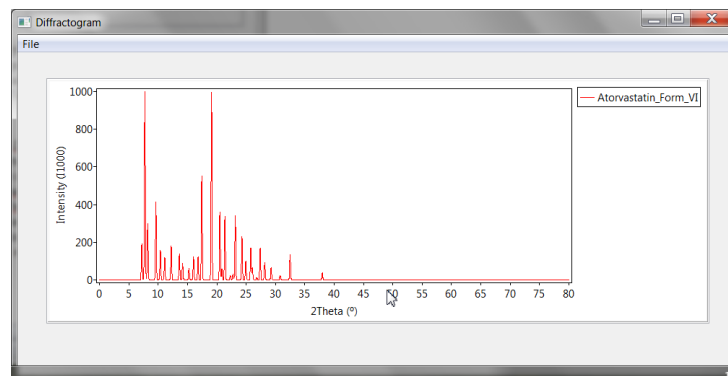 Diffractogram
File
Atorvastatin_Form_VI
Intensity (I1000)
1000
800
600
400
200
0
0 5 10 15 20 25 30 35 40 45 50 55 60 65 70 75 80
2Theta (º)